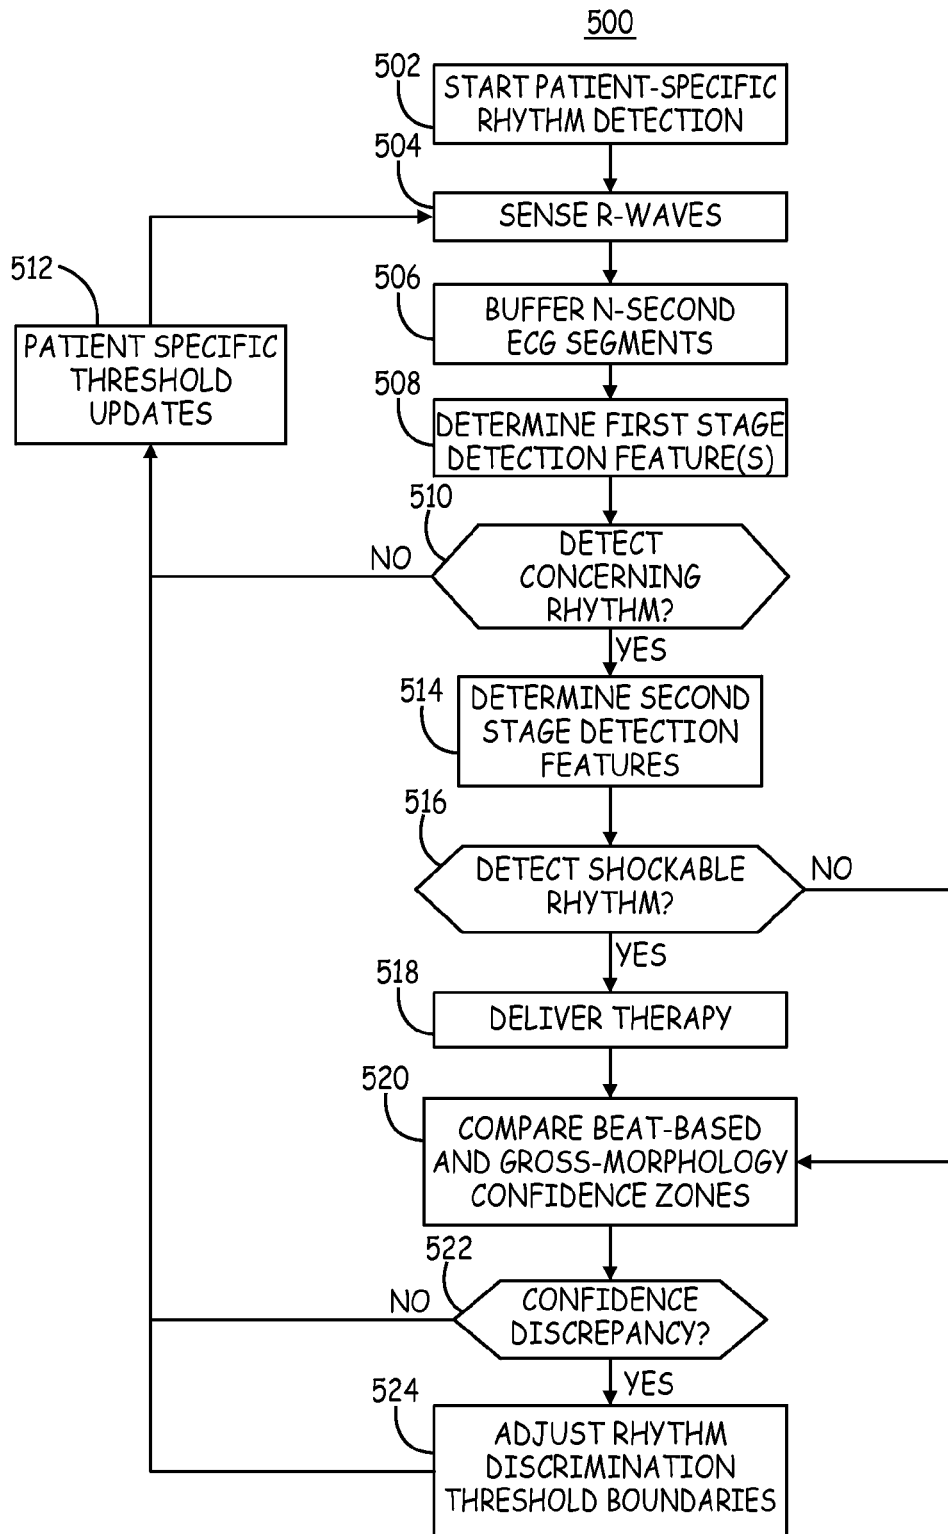 500
502
START PATIENT-SPECIFIC
RHYTHM DETECTION
504
SENSE R-WAVES
506
BUFFER N-SECOND
ECG SEGMENTS
508
DETERMINE FIRST STAGE
DETECTION FEATURE(S)
510
DETECT
CONCERNING
RHYTHM?
NO
YES
512
PATIENT SPECIFIC
THRESHOLD
UPDATES
514
DETERMINE SECOND
STAGE DETECTION
FEATURES
516
DETECT SHOCKABLE
RHYTHM?
NO
YES
518
DELIVER THERAPY
520
COMPARE BEAT-BASED
AND GROSS-MORPHOLOGY
CONFIDENCE ZONES
522
CONFIDENCE
DISCREPANCY?
NO
YES
524
ADJUST RHYTHM
DISCRIMINATION
THRESHOLD BOUNDARIES